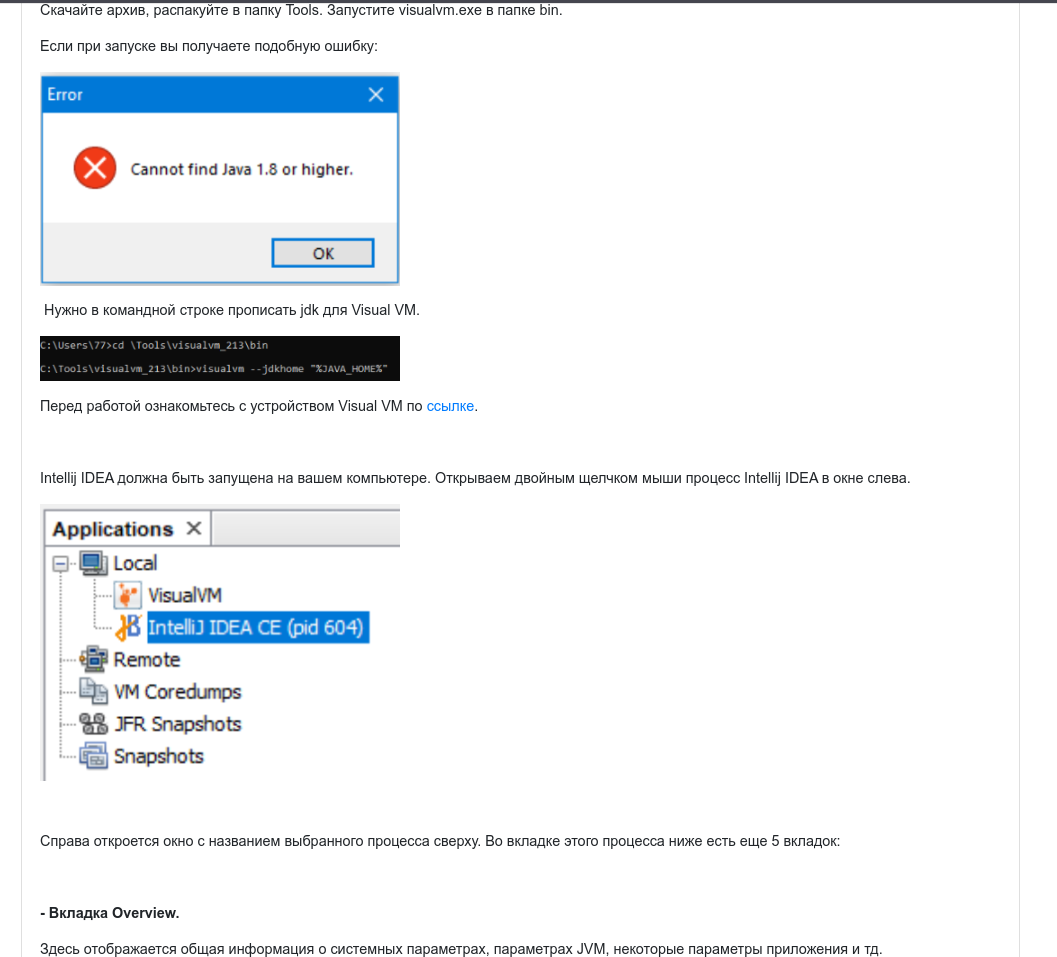 Скачайте архив, распакуйте в папку Tools. Запустите visualvm.exe в папке bin.
Если при запуске вы получаете подобную ошибку:
Error
Cannot find Java 1.8 or higher.
OK
Нужно в командной строке прописать jdk для Visual VM.
C:\Users\77>cd \Tools\visualvm_213\bin
C:\Tools\visualvm_213\bin>visualvm --jdkhome "%JAVA_HOME%"
Перед работой ознакомьтесь с устройством Visual VM по ссылке.
Intellij IDEA должна быть запущена на вашем компьютере. Открываем двойным щелчком мыши процесс Intellij IDEA в окне слева.
Applications
Local
VisualVM
IntelliJ IDEA CE (pid 604)
Remote
VM Coredumps
JFR Snapshots
Snapshots
Справа откроется окно с названием выбранного процесса сверху. Во вкладке этого процесса ниже есть еще 5 вкладок:
- Вкладка Overview.
Здесь отображается общая информация о системных параметрах, параметрах JVM, некоторые параметры приложения и тд.